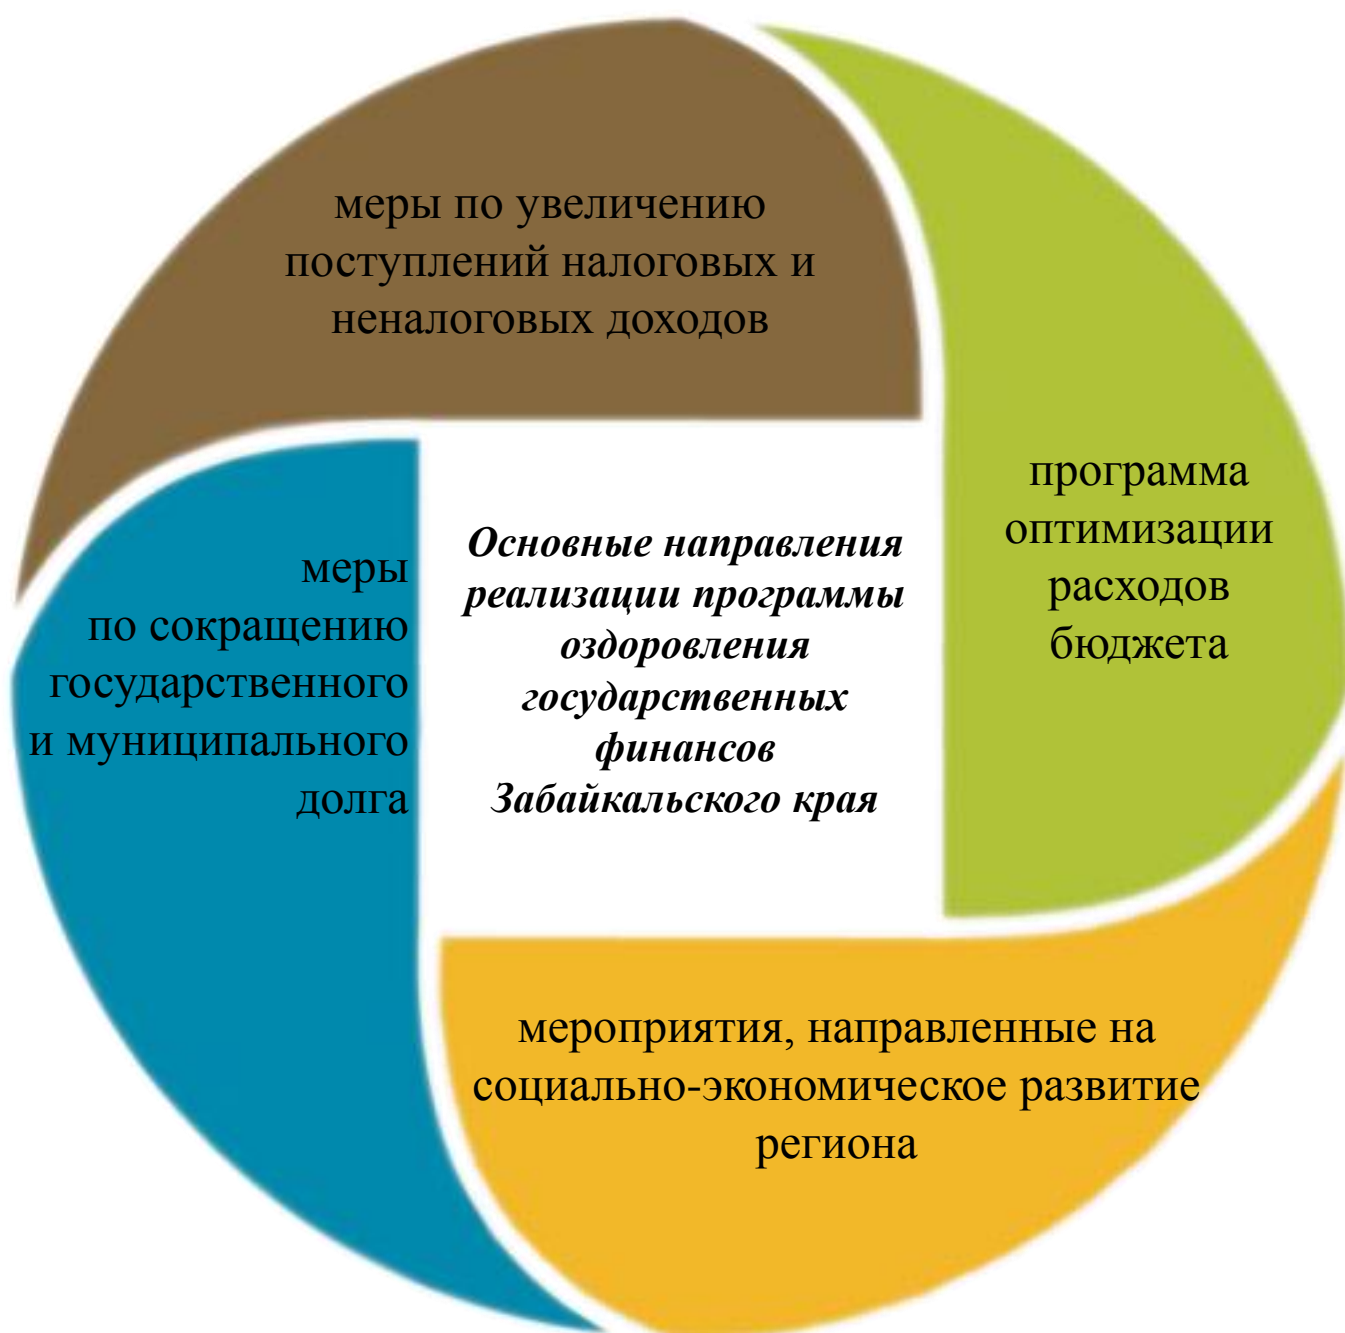 меры по увеличению
поступлений налоговых и
неналоговых доходов
программа
оптимизации
расходов
бюджета
меры
по сокращению
государственного
и муниципального
долга
Основные направления
реализации программы
оздоровления
государственных
финансов
Забайкальского края
мероприятия, направленные на
социально-экономическое развитие
региона